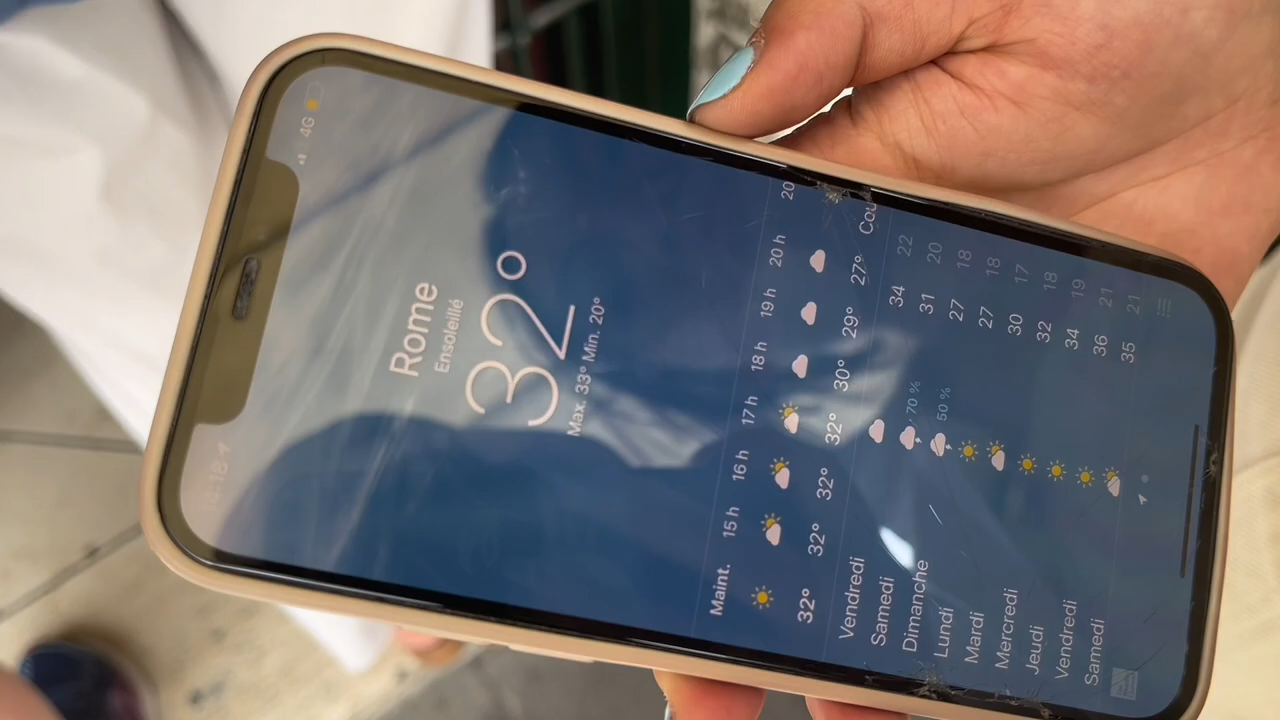 4G
Rome
Ensoleillé
32°
Max. 33° Min. 20°
Maint. 15 h 16 h 17 h 18 h 19 h 20 h 20
32° 32° 32° 32° 30° 29° 27° Cou
Vendredi 34 22
Samedi 70 % 31 20
Dimanche 50 % 27 18
Lundi 27 18
Mardi 30 17
Mercredi 32 18
Jeudi 34 19
Vendredi 36 21
Samedi 35 21